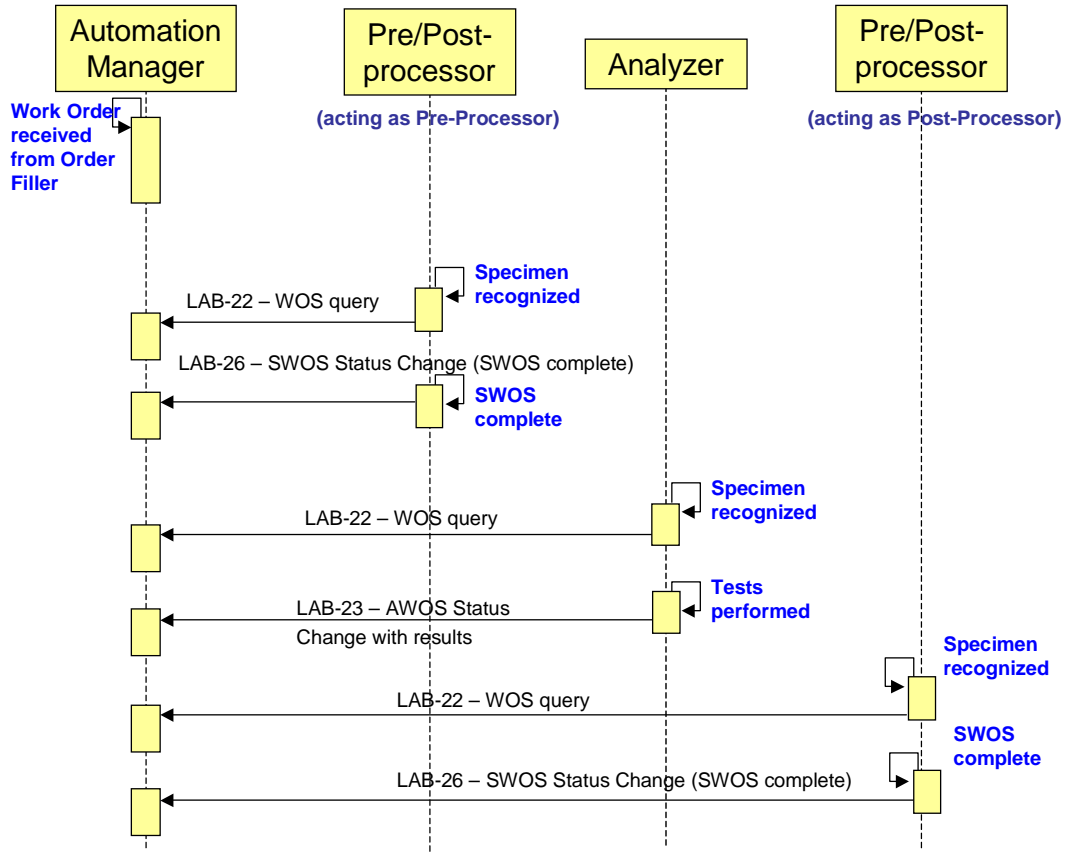 Automation
Manager
Pre/Post-
processor
Analyzer
Pre/Post-
processor
(acting as Pre-Processor)
(acting as Post-Processor)
Work Order
received
from Order
Filler
Specimen
recognized
LAB-22 – WOS query
LAB-26 – SWOS Status Change (SWOS complete)
SWOS
complete
Specimen
recognized
LAB-22 – WOS query
Tests
performed
LAB-23 – AWOS Status
Change with results
Specimen
recognized
LAB-22 – WOS query
SWOS
complete
LAB-26 – SWOS Status Change (SWOS complete)